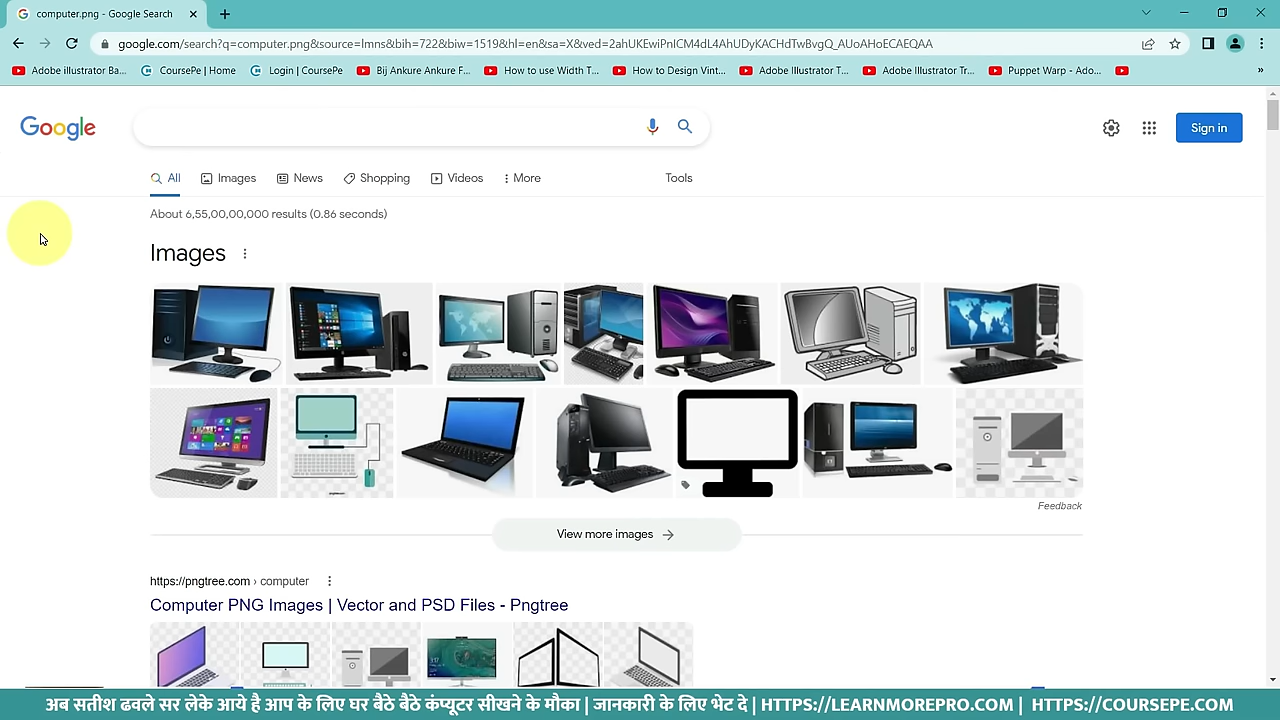 computer.png - Google Search
google.com/search?q=computer.png&source=lmns&bih=722&biw=1519&hl=en&sa=X&ved=2ahUKEwiPnICM4dL4AhUDyKACHdTwBvgQ_AUoAHoECAEQAA
Adobe illustrator Ba... CoursePe | Home Login | CoursePe Bij Ankure Ankure F... How to use Width T... How to Design Vint... Adobe Illustrator T... Adobe Illustrator Tr... Puppet Warp - Ado... »
Google Sign in
All Images News Shopping Videos More Tools
About 6,55,00,00,000 results (0.86 seconds)
Images
Feedback
View more images
https://pngtree.com › computer
Computer PNG Images | Vector and PSD Files - Pngtree
अब सतीश ढवले सर लेके आये है आप के लिए घर बैठे बैठे कंप्यूटर सीखने के मौका | जानकारी के लिए भेट दे | HTTPS://LEARNMOREPRO.COM | HTTPS://COURSEPE.COM